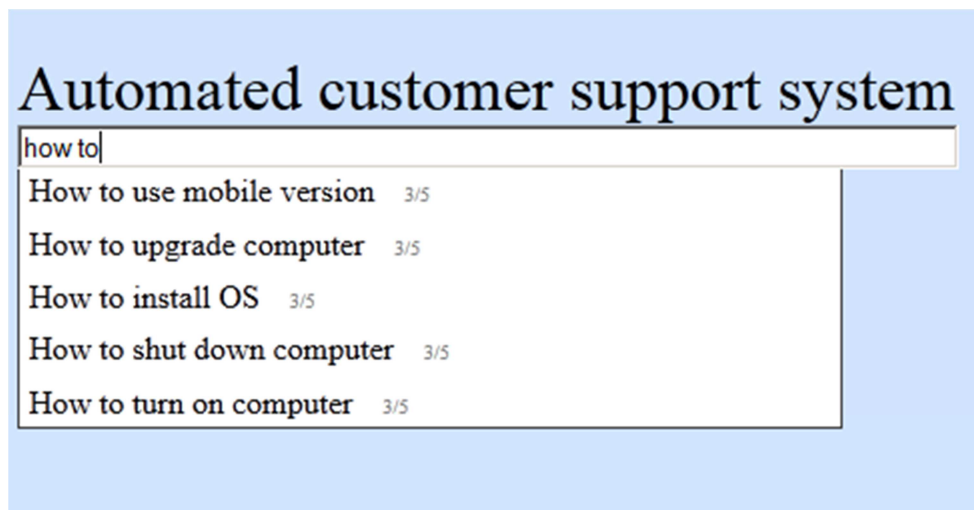 Automated customer support system
how to
How to use mobile version 3/5
How to upgrade computer 3/5
How to install OS 3/5
How to shut down computer 3/5
How to turn on computer 3/5